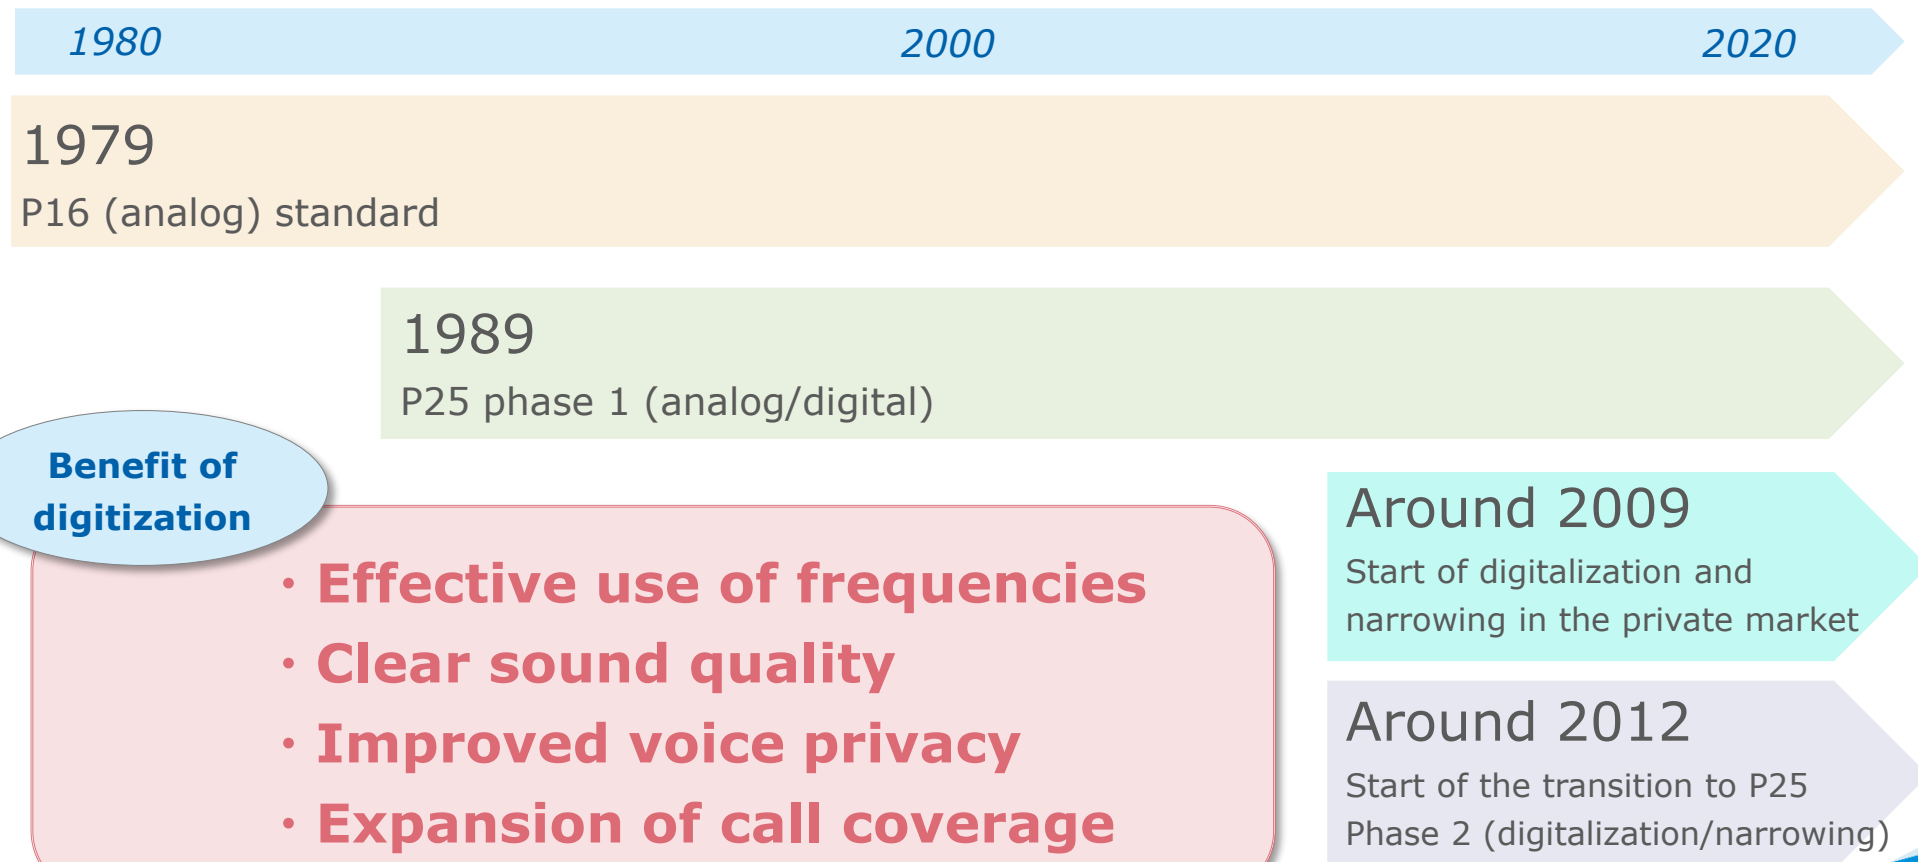 1980 2000 2020
1979
P16 (analog) standard
1989
P25 phase 1 (analog/digital)
Benefit of
digitization
・Effective use of frequencies
・Clear sound quality
・Improved voice privacy
・Expansion of call coverage
Around 2009
Start of digitalization and
narrowing in the private market
Around 2012
Start of the transition to P25
Phase 2 (digitalization/narrowing)